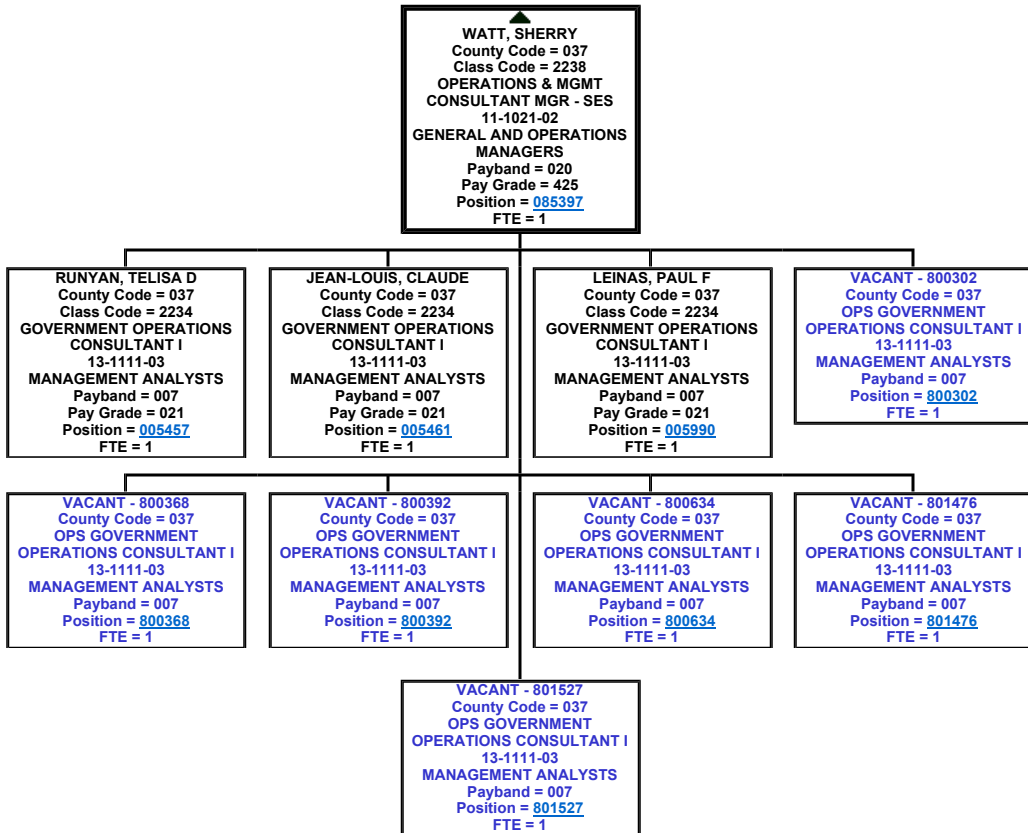 WATT, SHERRY
County Code = 037
Class Code = 2238
OPERATIONS & MGMT
CONSULTANT MGR - SES
11-1021-02
GENERAL AND OPERATIONS
MANAGERS
Payband = 020
Pay Grade = 425
Position = 085397
FTE = 1
RUNYAN, TELISA D
County Code = 037
Class Code = 2234
GOVERNMENT OPERATIONS
CONSULTANT I
13-1111-03
MANAGEMENT ANALYSTS
Payband = 007
Pay Grade = 021
Position = 005457
FTE = 1
JEAN-LOUIS, CLAUDE
County Code = 037
Class Code = 2234
GOVERNMENT OPERATIONS
CONSULTANT I
13-1111-03
MANAGEMENT ANALYSTS
Payband = 007
Pay Grade = 021
Position = 005461
FTE = 1
LEINAS, PAUL F
County Code = 037
Class Code = 2234
GOVERNMENT OPERATIONS
CONSULTANT I
13-1111-03
MANAGEMENT ANALYSTS
Payband = 007
Pay Grade = 021
Position = 005990
FTE = 1
VACANT - 800302
County Code = 037
OPS GOVERNMENT
OPERATIONS CONSULTANT I
13-1111-03
MANAGEMENT ANALYSTS
Payband = 007
Position = 800302
FTE = 1
VACANT - 800368
County Code = 037
OPS GOVERNMENT
OPERATIONS CONSULTANT I
13-1111-03
MANAGEMENT ANALYSTS
Payband = 007
Position = 800368
FTE = 1
VACANT - 800392
County Code = 037
OPS GOVERNMENT
OPERATIONS CONSULTANT I
13-1111-03
MANAGEMENT ANALYSTS
Payband = 007
Position = 800392
FTE = 1
VACANT - 800634
County Code = 037
OPS GOVERNMENT
OPERATIONS CONSULTANT I
13-1111-03
MANAGEMENT ANALYSTS
Payband = 007
Position = 800634
FTE = 1
VACANT - 801476
County Code = 037
OPS GOVERNMENT
OPERATIONS CONSULTANT I
13-1111-03
MANAGEMENT ANALYSTS
Payband = 007
Position = 801476
FTE = 1
VACANT - 801527
County Code = 037
OPS GOVERNMENT
OPERATIONS CONSULTANT I
13-1111-03
MANAGEMENT ANALYSTS
Payband = 007
Position = 801527
FTE = 1